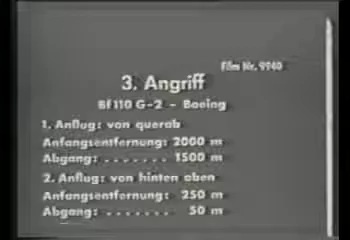 Film Nr. 9940
3. Angriff
Bf 110 G-2 - Boeing
1. Anflug: von querab
Anfangsentfernung: 2000 m
Abgang: . . . . . . . 1500 m
2. Anflug: von hinten oben
Anfangsentfernung: 250 m
Abgang: . . . . . . . 50 m